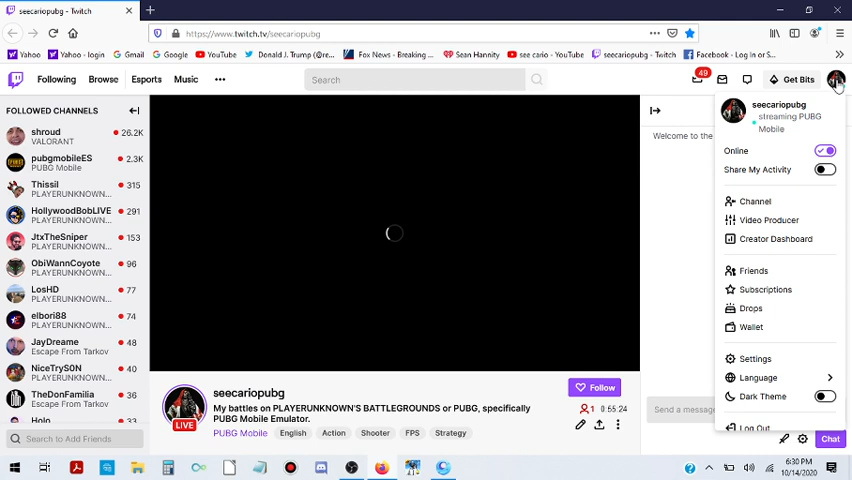 seecariopubg - Twitch
https://www.twitch.tv/seecariopubg
Yahoo
Yahoo - login
Gmail
Google
YouTube
Donald J. Trump (@re...
Fox News - Breaking ...
Sean Hannity
see cario - YouTube
seecariopubg - Twitch
Facebook - Log In or S...
Following
Browse
Esports
Music
Search
49
Get Bits
FOLLOWED CHANNELS
shroud
26.2K
VALORANT
pubgmobileES
2.3K
PUBG Mobile
Thissil
315
PLAYERUNKNOWN...
HollywoodBobLIVE
291
PLAYERUNKNOWN...
JtxTheSniper
153
PLAYERUNKNOWN...
ObiWannCoyote
96
PLAYERUNKNOWN...
LosHD
77
PLAYERUNKNOWN...
elbori88
74
PLAYERUNKNOWN...
JayDreame
48
Escape From Tarkov
NiceTryS0N
40
PLAYERUNKNOWN...
TheDonFamilia
36
Escape From Tarkov
Holo
33
Search to Add Friends
LIVE
seecariopubg
My battles on PLAYERUNKNOWN'S BATTLEGROUNDS or PUBG, specifically
PUBG Mobile Emulator.
PUBG Mobile
English
Action
Shooter
FPS
Strategy
Follow
1
0:55:24
Welcome to the
Send a message
Chat
seecariopubg
streaming PUBG
Mobile
Online
Share My Activity
Channel
Video Producer
Creator Dashboard
Friends
Subscriptions
Drops
Wallet
Settings
Language
Dark Theme
Log Out
6:30 PM
10/14/2020